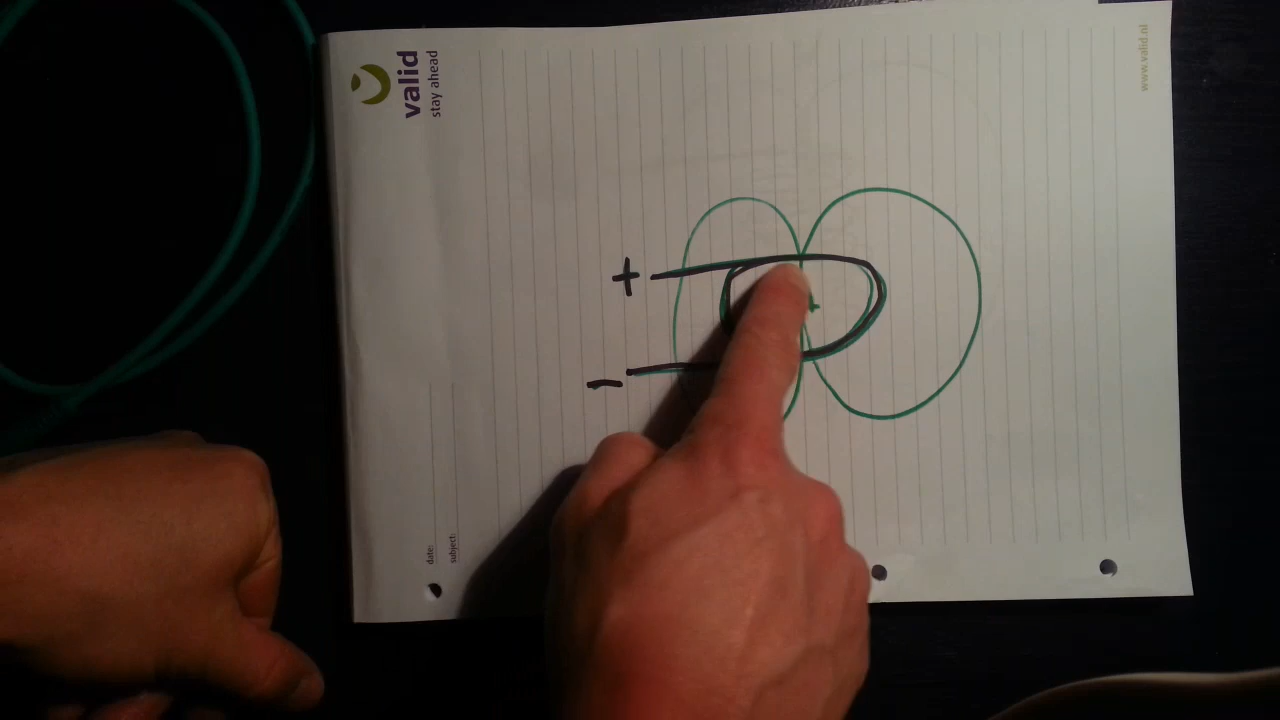 valid
stay ahead
www.valid.nl
date:
subject:
+
-